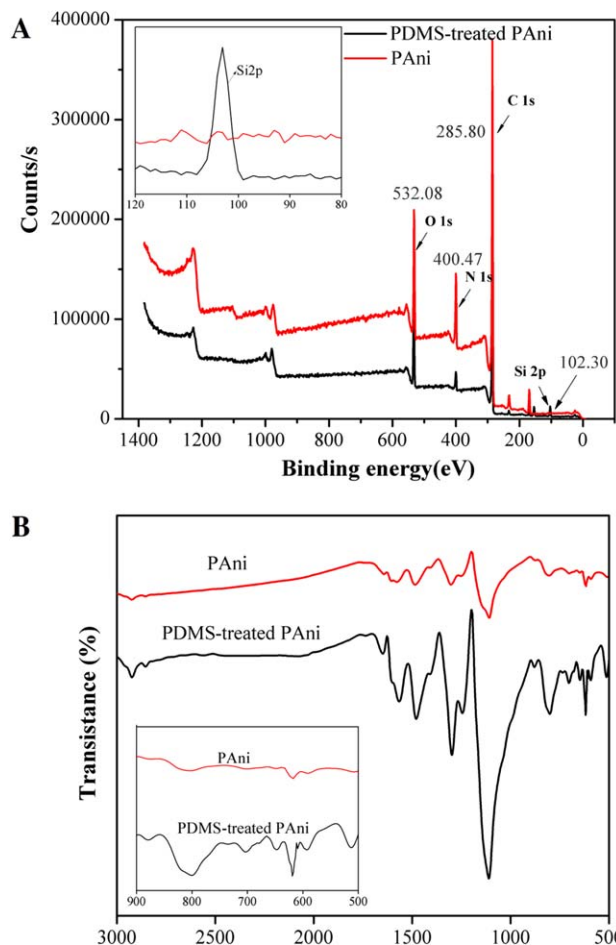 A
PDMS-treated PAni
PAni
Si2p
120 110 100 90 80
C 1s
285.80
532.08
O 1s
400.47
N 1s
Si 2p
102.30
400000
300000
200000
100000
0
Counts/s
1400 1200 1000 800 600 400 200 0
Binding energy(eV)
B
PAni
PDMS-treated PAni
Transistance (%)
PAni
PDMS-treated PAni
900 800 700 600 500
3000 2500 2000 1500 1000 500